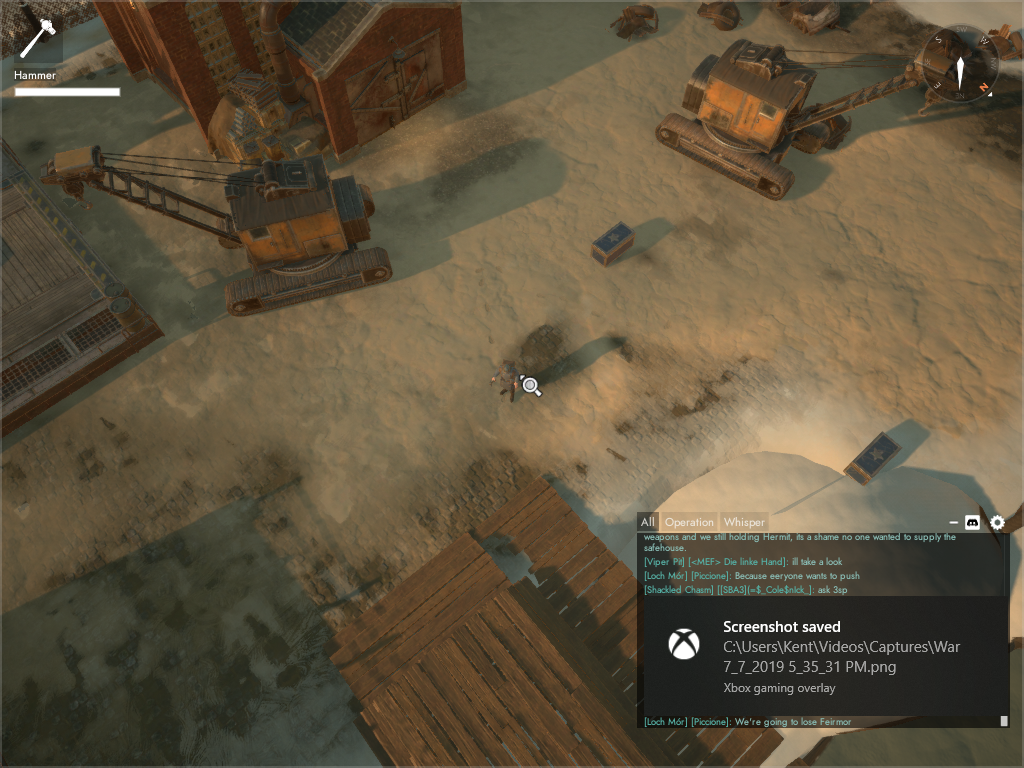 Hammer
All Operation Whisper
weapons and we still holding Hermit, its a shame no one wanted to supply the
safehouse.
[Viper Pit] [<MEF> Die linke Hand]: ill take a look
[Loch Mór] [Piccione]: Because eeryone wants to push
[Shackled Chasm] [[SBA3](=$_Cole$nick_]: ask 3sp
Screenshot saved
C:\Users\Kent\Videos\Captures\War
7_7_2019 5_35_31 PM.png
Xbox gaming overlay
[Loch Mór] [Piccione]: We're going to lose Feirmor